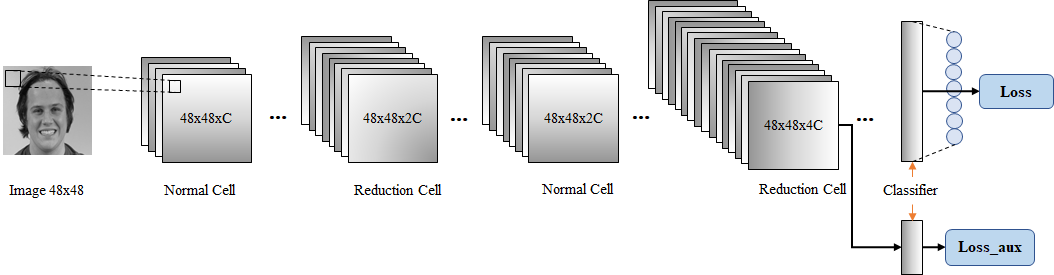 48x48xC
48x48x2C
48x48x2C
48x48x4C
...
...
...
...
Loss
Image 48x48
Normal Cell
Reduction Cell
Normal Cell
Reduction Cell
Classifier
Loss_aux